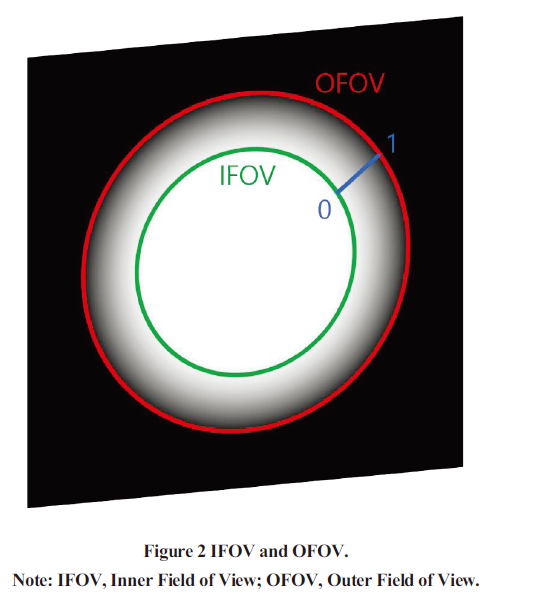 OFOV
1
IFOV
0
Figure 2 IFOV and OFOV.
Note: IFOV, Inner Field of View; OFOV, Outer Field of View.